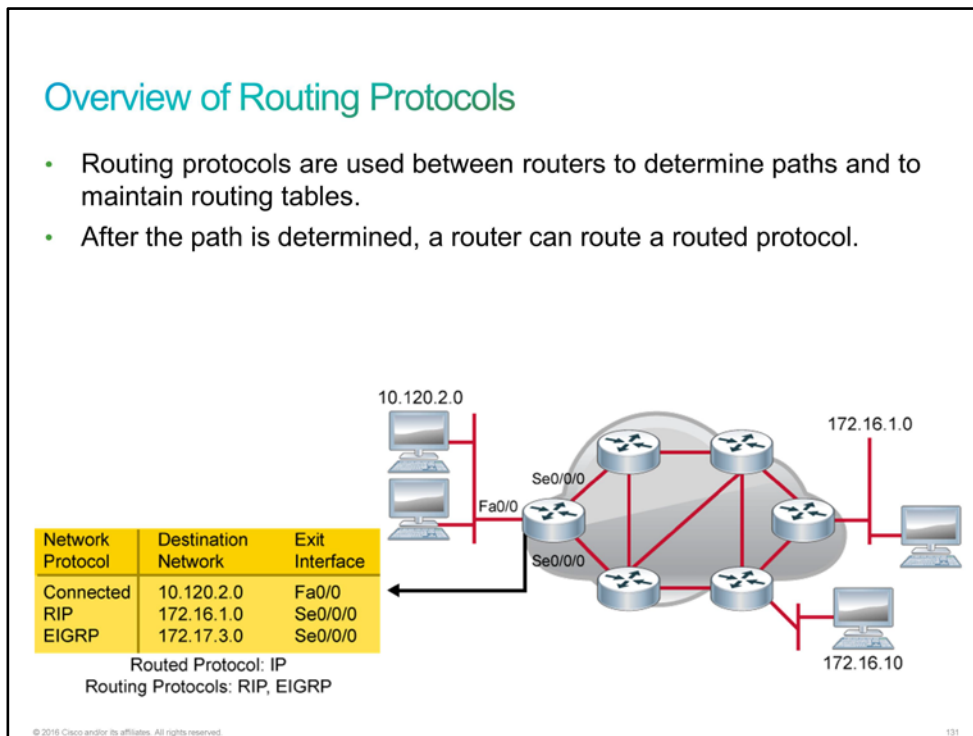 Overview of Routing Protocols
• Routing protocols are used between routers to determine paths and to
maintain routing tables.
• After the path is determined, a router can route a routed protocol.
10.120.2.0
172.16.1.0
Se0/0/0
Fa0/0
Se0/0/0
Network Protocol Destination Network Exit Interface
Connected 10.120.2.0 Fa0/0
RIP 172.16.1.0 Se0/0/0
EIGRP 172.17.3.0 Se0/0/0
172.16.10
Routed Protocol: IP
Routing Protocols: RIP, EIGRP
© 2016 Cisco and/or its affiliates. All rights reserved.
131